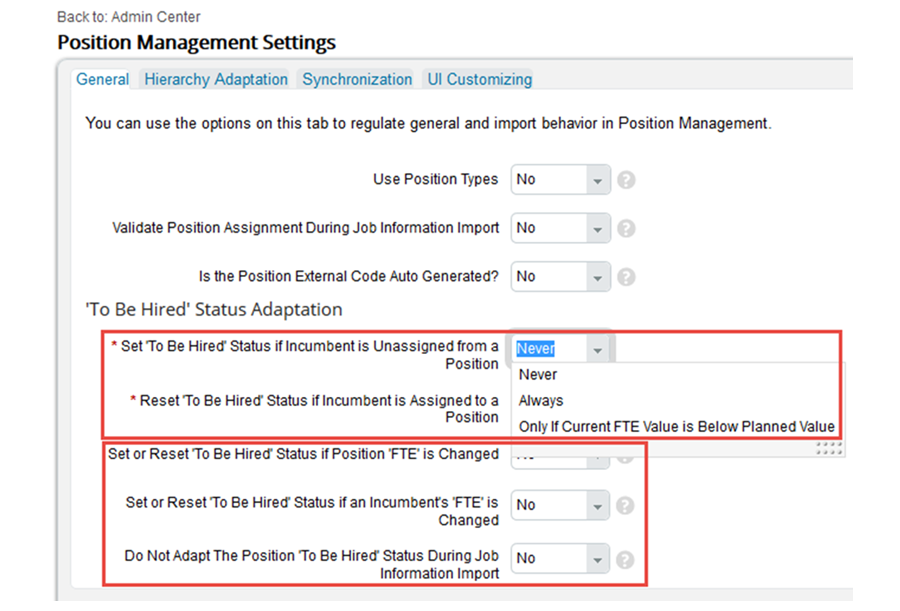 Back to: Admin Center
Position Management Settings
General Hierarchy Adaptation Synchronization UI Customizing
You can use the options on this tab to regulate general and import behavior in Position Management.
Use Position Types No
Validate Position Assignment During Job Information Import No
Is the Position External Code Auto Generated? No
'To Be Hired' Status Adaptation
* Set 'To Be Hired' Status if Incumbent is Unassigned from a Never
Position
Never
* Reset 'To Be Hired' Status if Incumbent is Assigned to a Always
Position
Only If Current FTE Value is Below Planned Value
Set or Reset 'To Be Hired' Status if Position 'FTE' is Changed
Set or Reset 'To Be Hired' Status if an Incumbent's 'FTE' is No
Changed
Do Not Adapt The Position 'To Be Hired' Status During Job No
Information Import